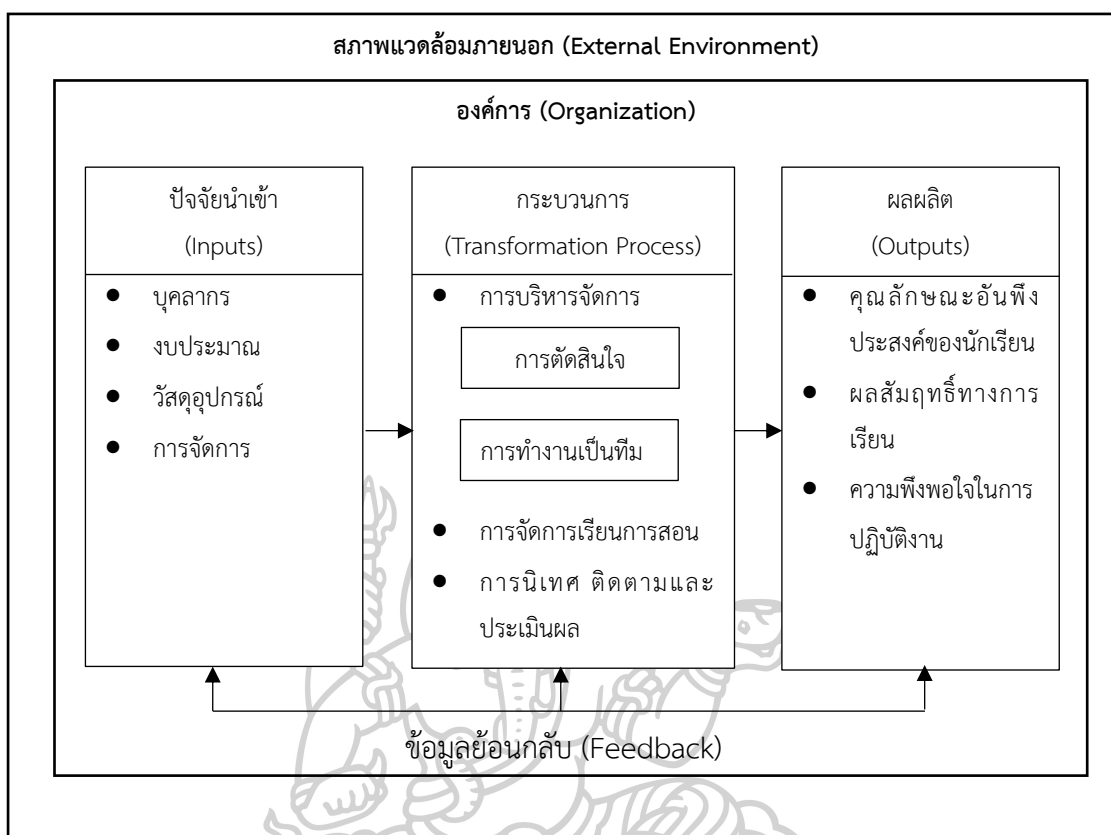 สภาพแวดล้อมภายนอก (External Environment)
องค์การ (Organization)
ปัจจัยนำเข้า
(Inputs)
บุคลากร
งบประมาณ
วัสดุอุปกรณ์
การจัดการ
กระบวนการ
(Transformation Process)
การบริหารจัดการ
การตัดสินใจ
การทำงานเป็นทีม
การจัดการเรียนการสอน
การนิเทศ ติดตามและ
ประเมินผล
ผลผลิต
(Outputs)
คุณลักษณะอันพึง
ประสงค์ของนักเรียน
ผลสัมฤทธิ์ทางการ
เรียน
ความพึงพอใจในการ
ปฏิบัติงาน
ข้อมูลย้อนกลับ (Feedback)